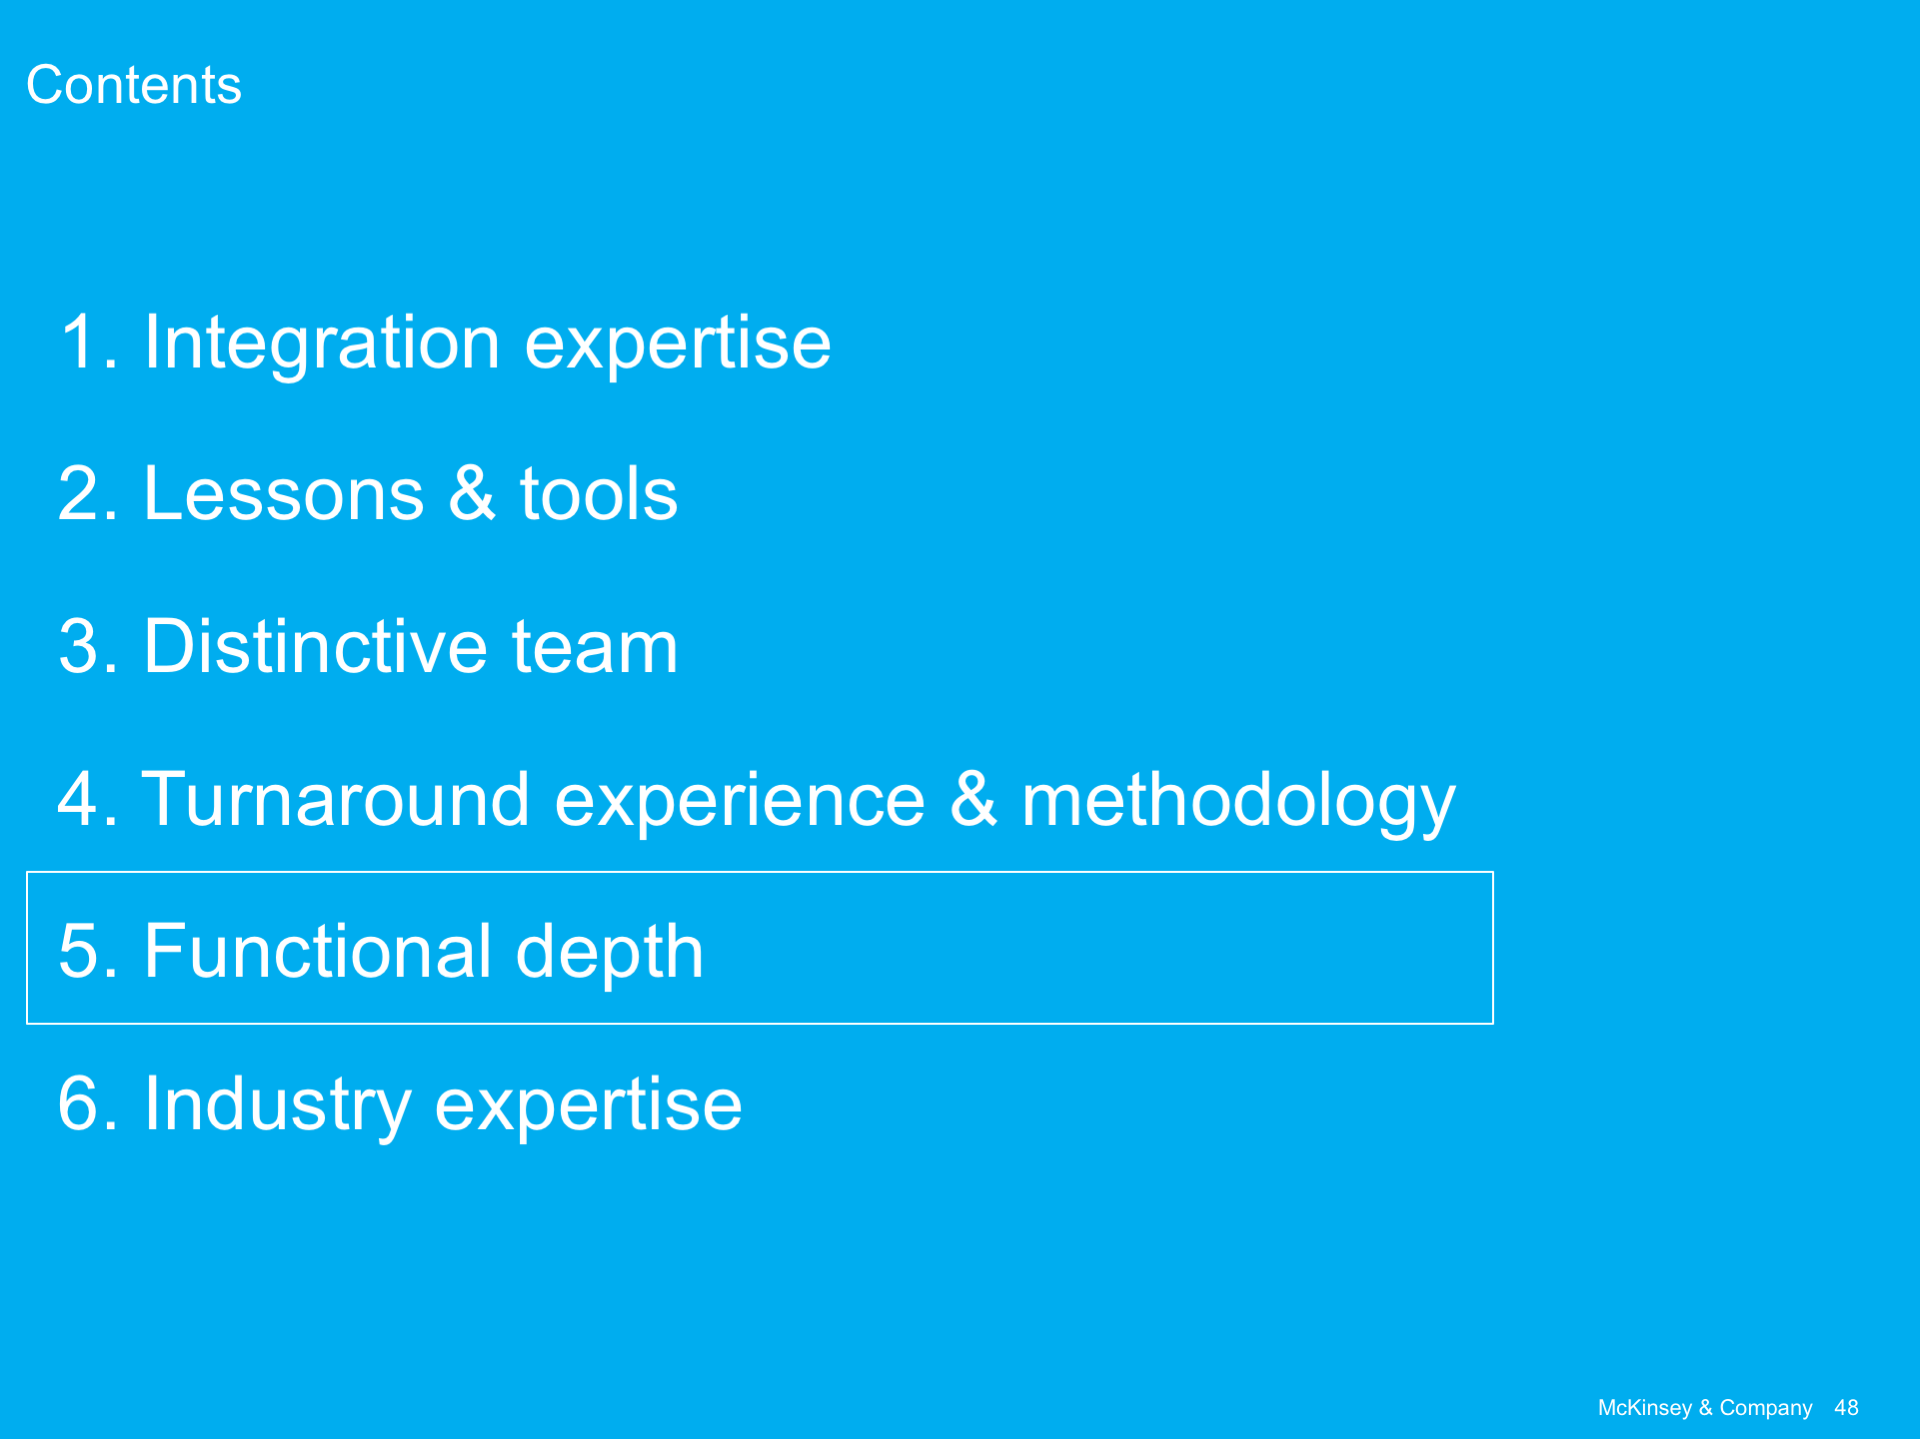 Contents
1. Integration expertise
2. Lessons & tools
3. Distinctive team
4. Turnaround experience & methodology
5. Functional depth
6. Industry expertise
McKinsey & Company 48